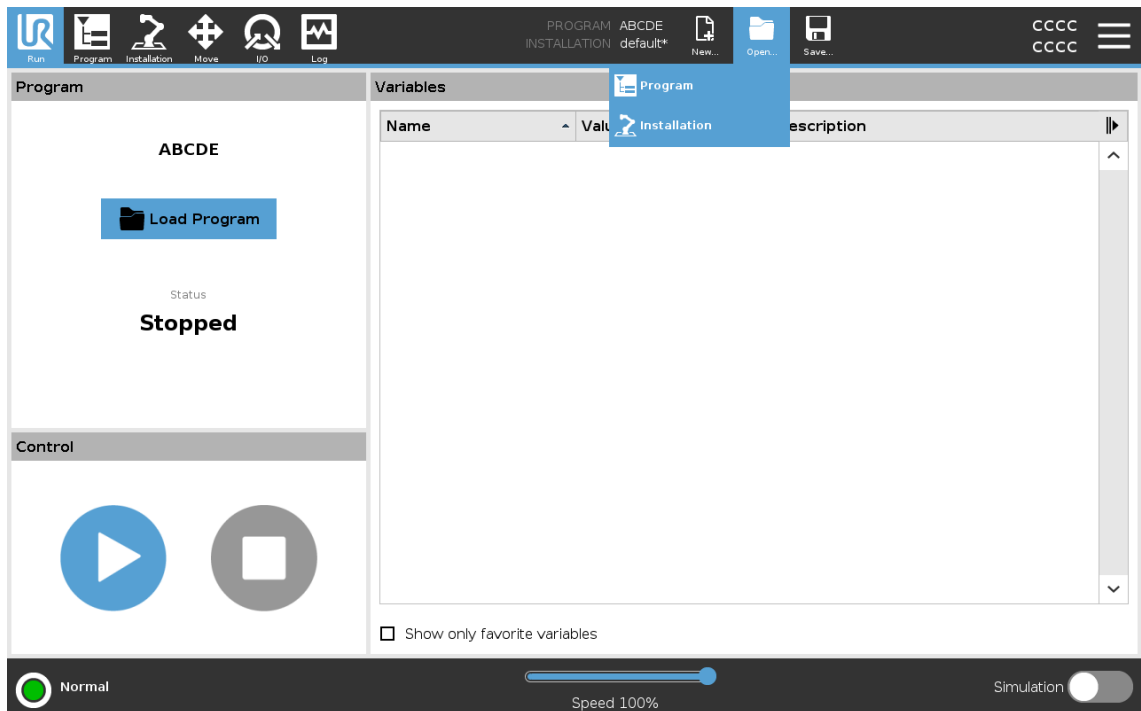 PROGRAM ABCDE
INSTALLATION default*
CCCC
CCCC
Run Program Installation Move I/O Log New... Open... Save...
Program
Variables
Program
Installation
Name
Valu
escription
ABCDE
Load Program
Status
Stopped
Control
Show only favorite variables
Normal
Speed 100%
Simulation